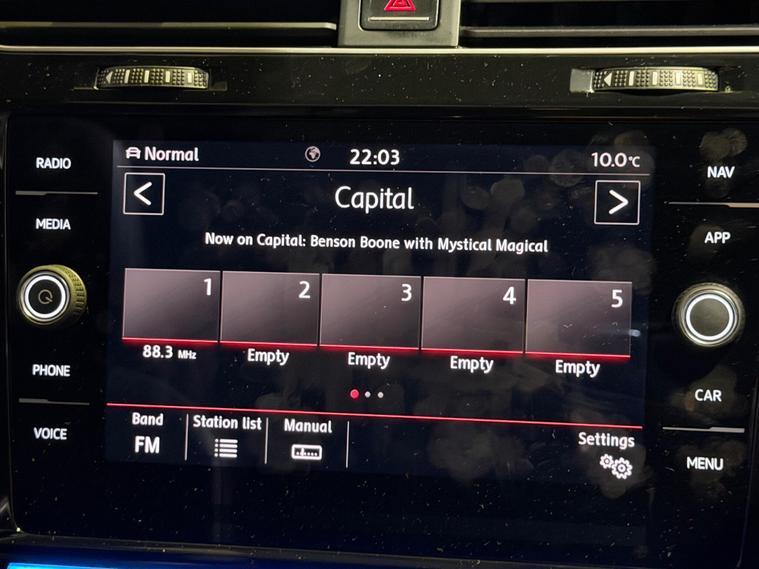 RADIO
MEDIA
PHONE
VOICE
Normal
22:03
10.0°C
Capital
Now on Capital: Benson Boone with Mystical Magical
1
2
3
4
5
88.3 MHz
Empty
Empty
Empty
Empty
Band
FM
Station list
Manual
Settings
NAV
APP
CAR
MENU